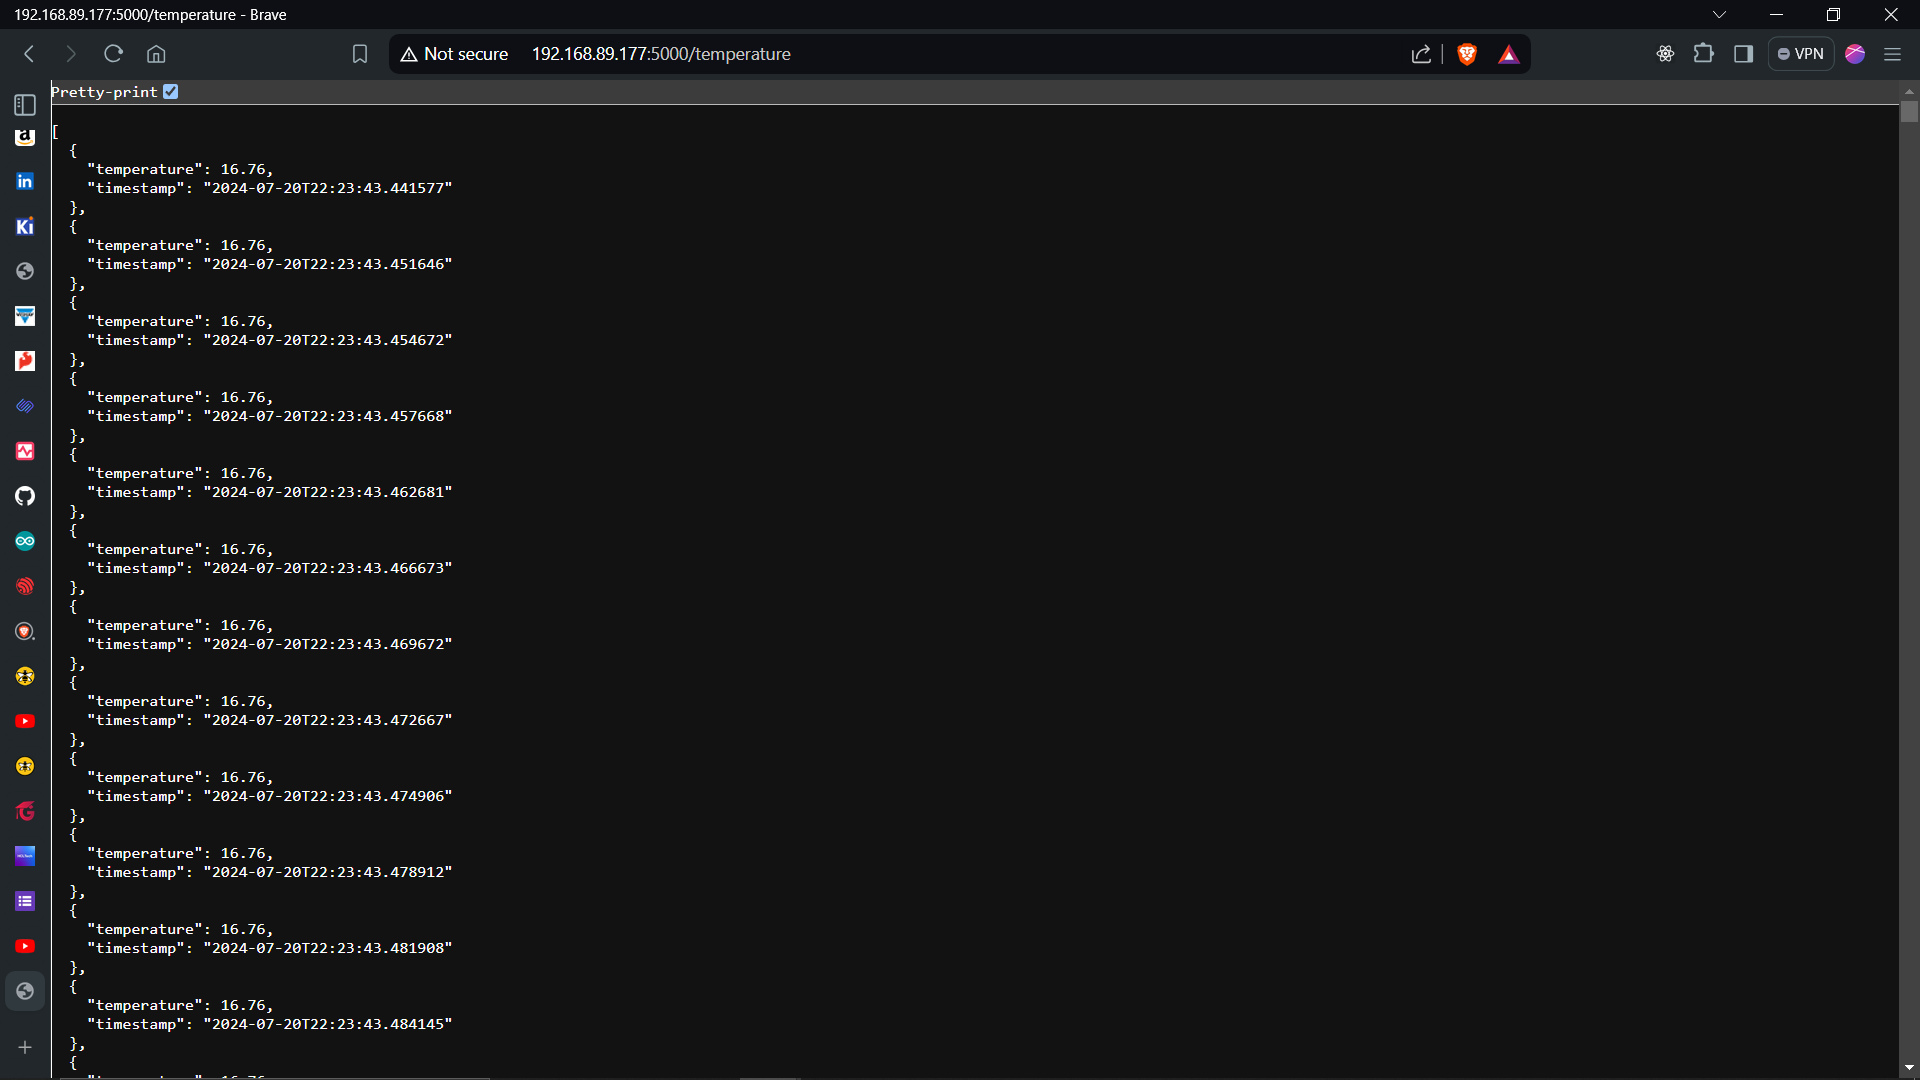 192.168.89.177:5000/temperature - Brave
Not secure 192.168.89.177:5000/temperature
VPN
Pretty-print
[
  {
    "temperature": 16.76,
    "timestamp": "2024-07-20T22:23:43.441577"
  },
  {
    "temperature": 16.76,
    "timestamp": "2024-07-20T22:23:43.451646"
  },
  {
    "temperature": 16.76,
    "timestamp": "2024-07-20T22:23:43.454672"
  },
  {
    "temperature": 16.76,
    "timestamp": "2024-07-20T22:23:43.457668"
  },
  {
    "temperature": 16.76,
    "timestamp": "2024-07-20T22:23:43.462681"
  },
  {
    "temperature": 16.76,
    "timestamp": "2024-07-20T22:23:43.466673"
  },
  {
    "temperature": 16.76,
    "timestamp": "2024-07-20T22:23:43.469672"
  },
  {
    "temperature": 16.76,
    "timestamp": "2024-07-20T22:23:43.472667"
  },
  {
    "temperature": 16.76,
    "timestamp": "2024-07-20T22:23:43.474906"
  },
  {
    "temperature": 16.76,
    "timestamp": "2024-07-20T22:23:43.478912"
  },
  {
    "temperature": 16.76,
    "timestamp": "2024-07-20T22:23:43.481908"
  },
  {
    "temperature": 16.76,
    "timestamp": "2024-07-20T22:23:43.484145"
  },
  {
a
in
Ki
G